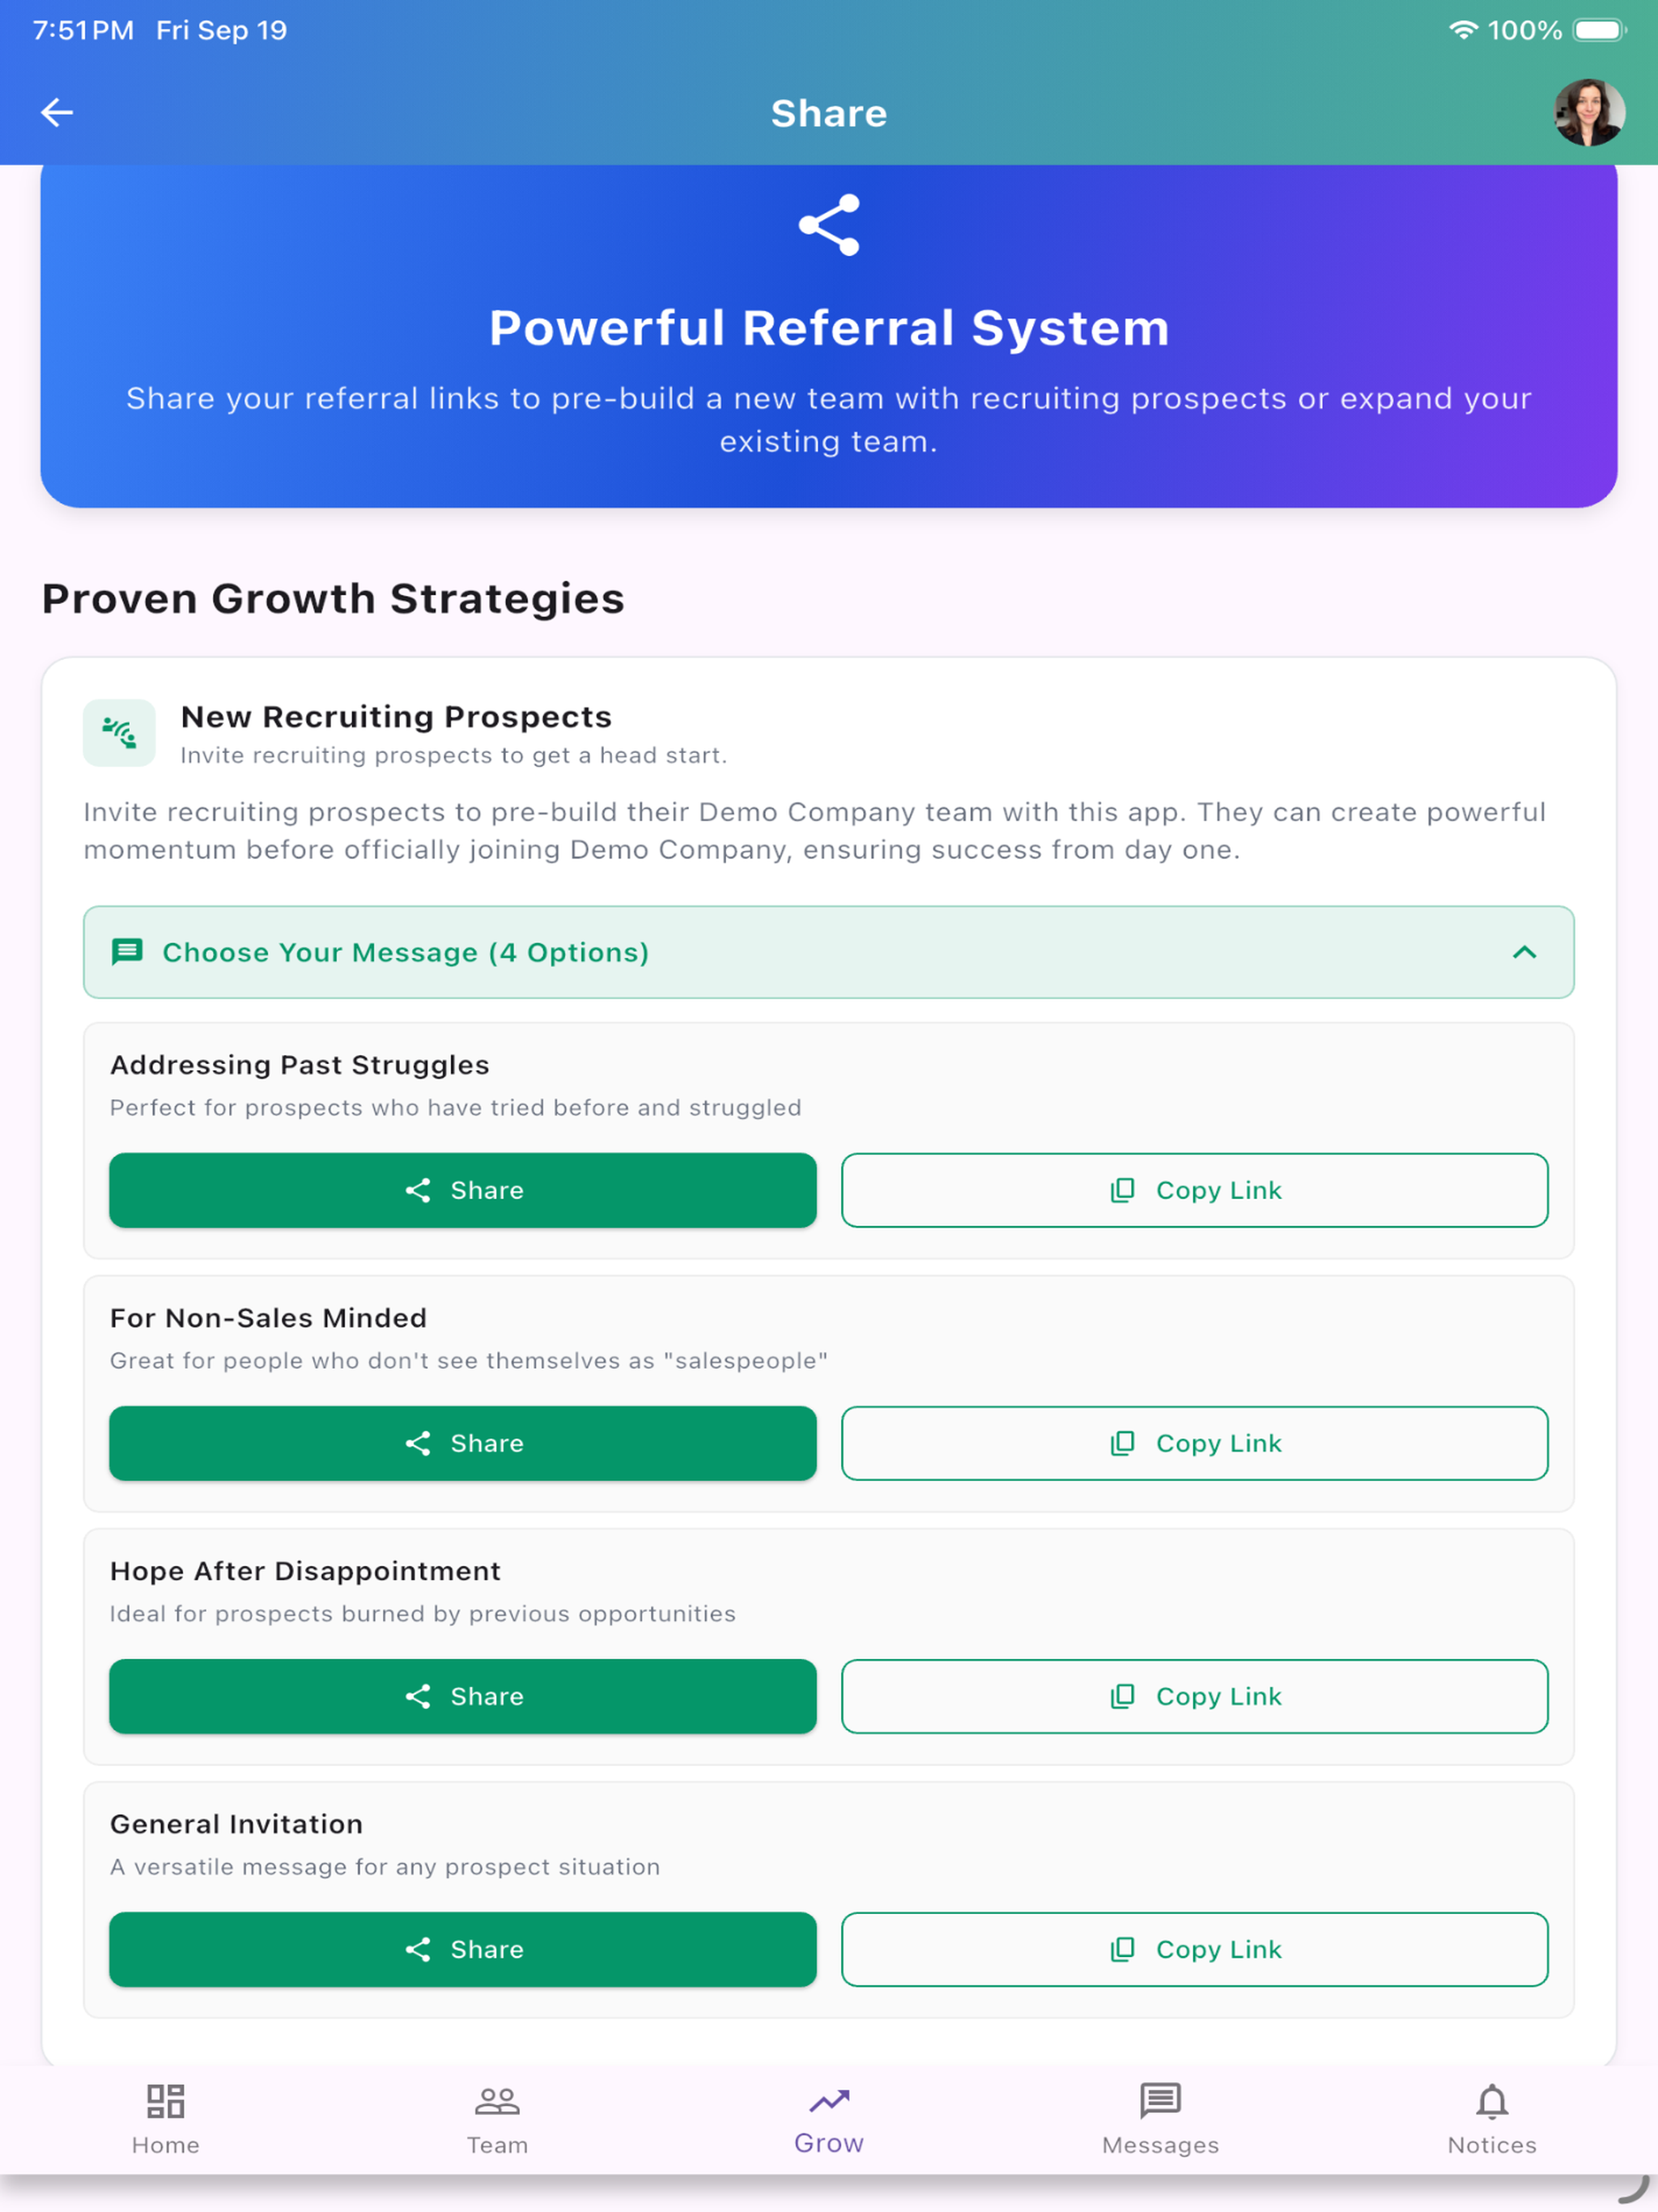 7:51 PM Fri Sep 19
100%
Share
Powerful Referral System
Share your referral links to pre-build a new team with recruiting prospects or expand your
existing team.
Proven Growth Strategies
New Recruiting Prospects
Invite recruiting prospects to get a head start.
Invite recruiting prospects to pre-build their Demo Company team with this app. They can create powerful
momentum before officially joining Demo Company, ensuring success from day one.
Choose Your Message (4 Options)
Addressing Past Struggles
Perfect for prospects who have tried before and struggled
Share
Copy Link
For Non-Sales Minded
Great for people who don't see themselves as "salespeople"
Share
Copy Link
Hope After Disappointment
Ideal for prospects burned by previous opportunities
Share
Copy Link
General Invitation
A versatile message for any prospect situation
Share
Copy Link
Home
Team
Grow
Messages
Notices